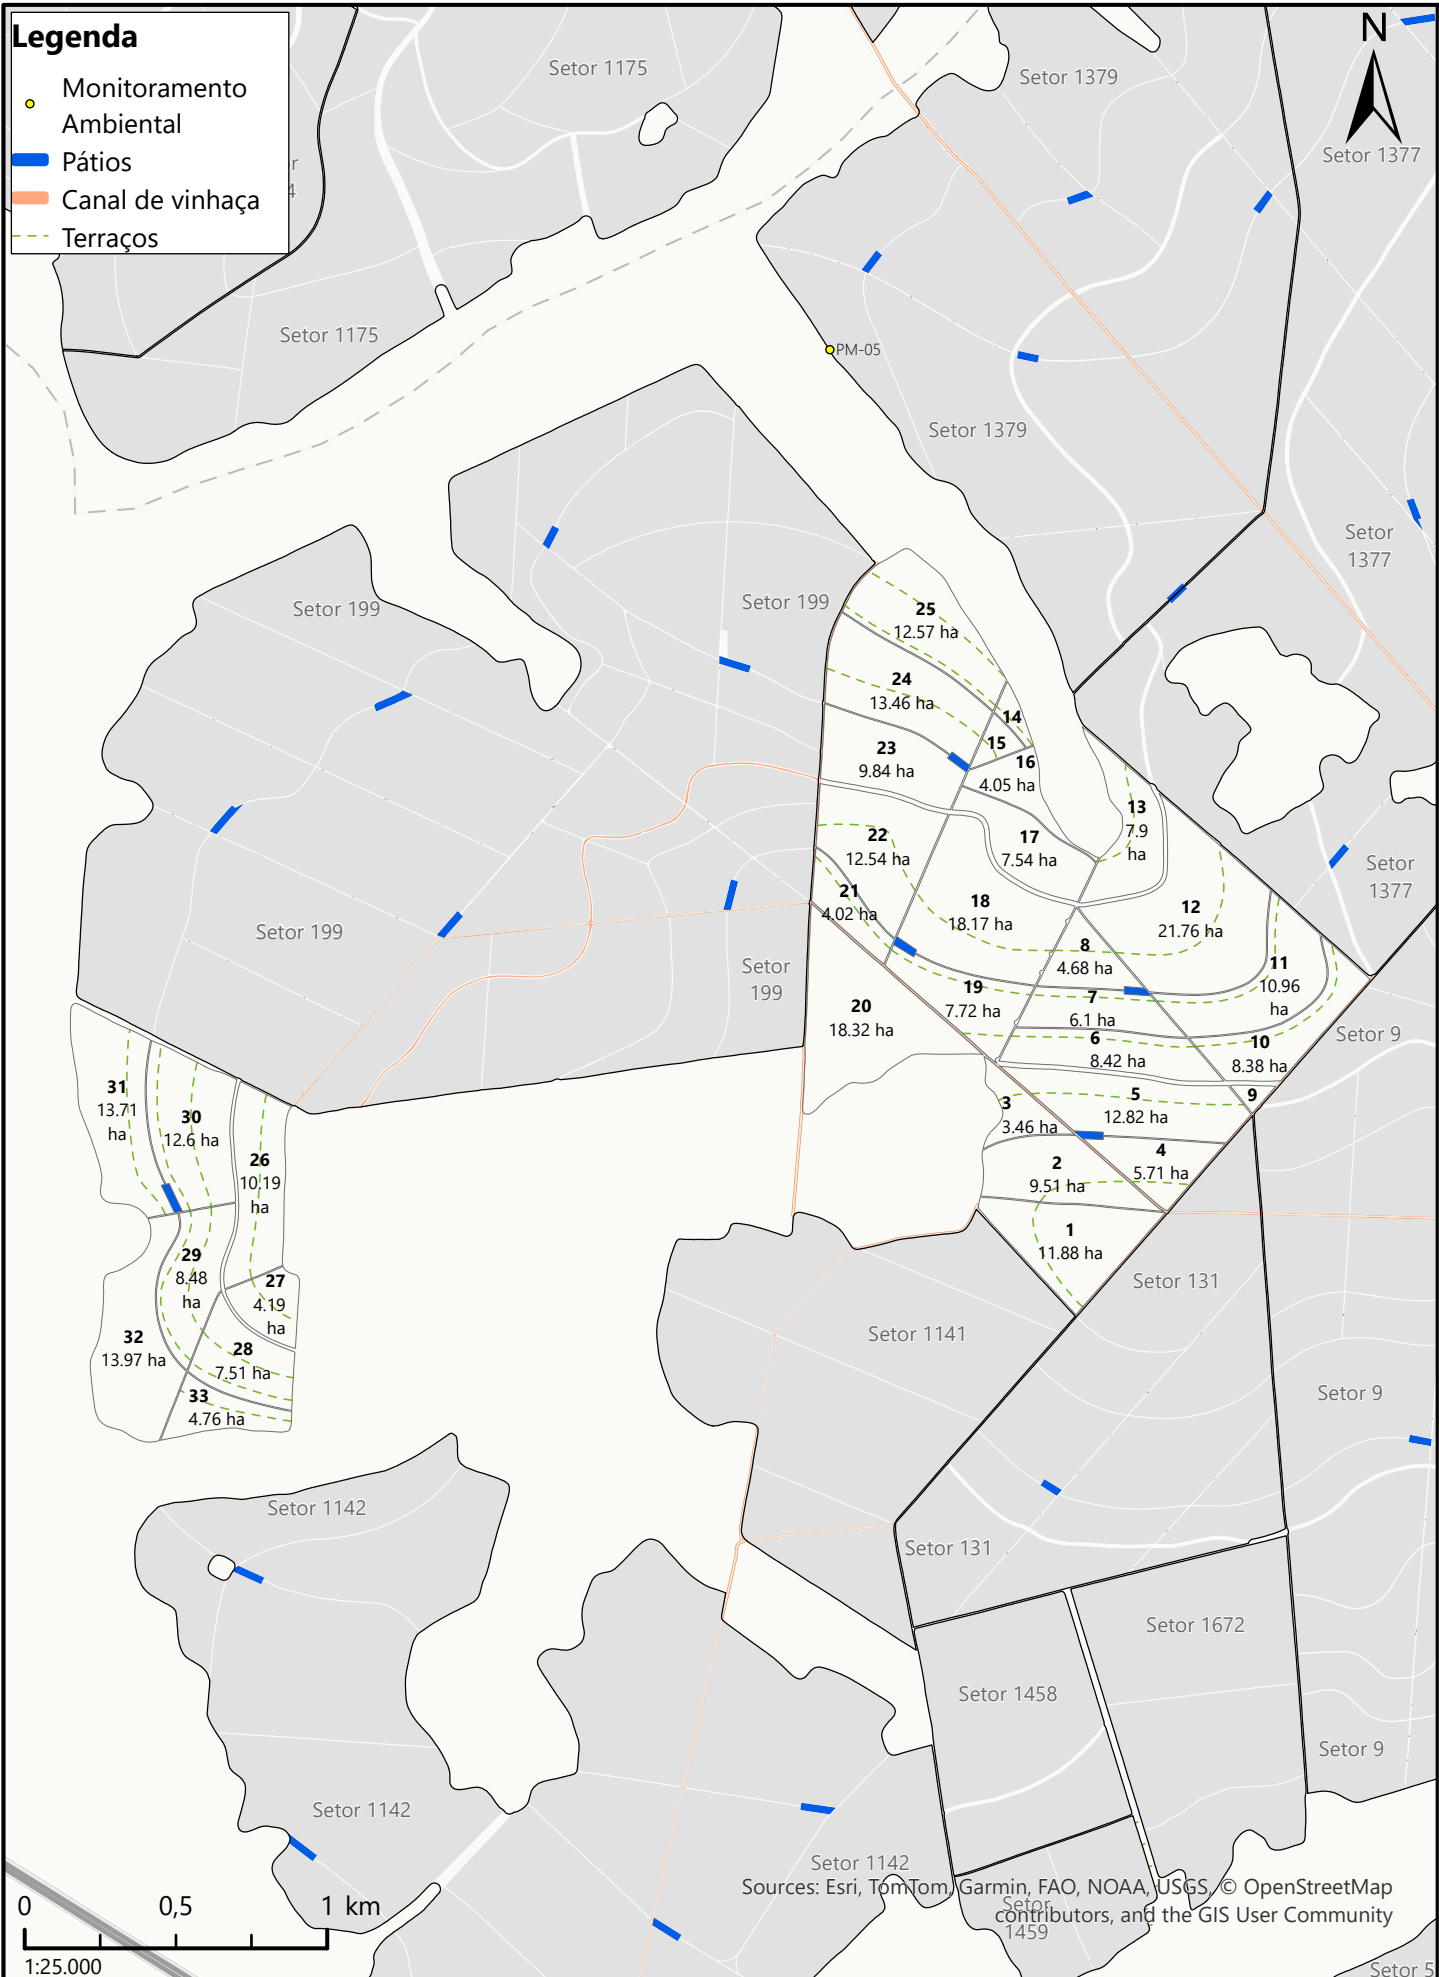 Legenda
Monitoramento
Ambiental
Pátios
Canal de vinhaça
Terraços
r
4
N
Setor 1175
Setor 1379
Setor 1377
Setor 1175
PM-05
Setor 1379
Setor
1377
Setor 199
Setor 199
25
12.57 ha
24
13.46 ha
14
15
23
9.84 ha
16
4.05 ha
13
7.9
ha
22
12.54 ha
17
7.54 ha
Setor
1377
21
4.02 ha
18
18.17 ha
12
21.76 ha
Setor 199
8
4.68 ha
Setor
199
11
10.96
ha
19
7.72 ha
7
6.1 ha
20
18.32 ha
6
8.42 ha
10
8.38 ha
Setor 9
31
13.71
ha
30
12.6 ha
3
3.46 ha
5
12.82 ha
9
26
10.19
ha
2
9.51 ha
4
5.71 ha
1
11.88 ha
29
8.48
ha
27
4.19
ha
Setor 131
32
13.97 ha
28
7.51 ha
Setor 1141
33
4.76 ha
Setor 9
Setor 1142
Setor 131
Setor 1672
Setor 1458
Setor 9
Setor 1142
Setor 1142
Sources: Esri, TomTom, Garmin, FAO, NOAA, USGS, © OpenStreetMap
contributors, and the GIS User Community
Setor
1459
0 0,5 1 km
1:25.000
Setor 5